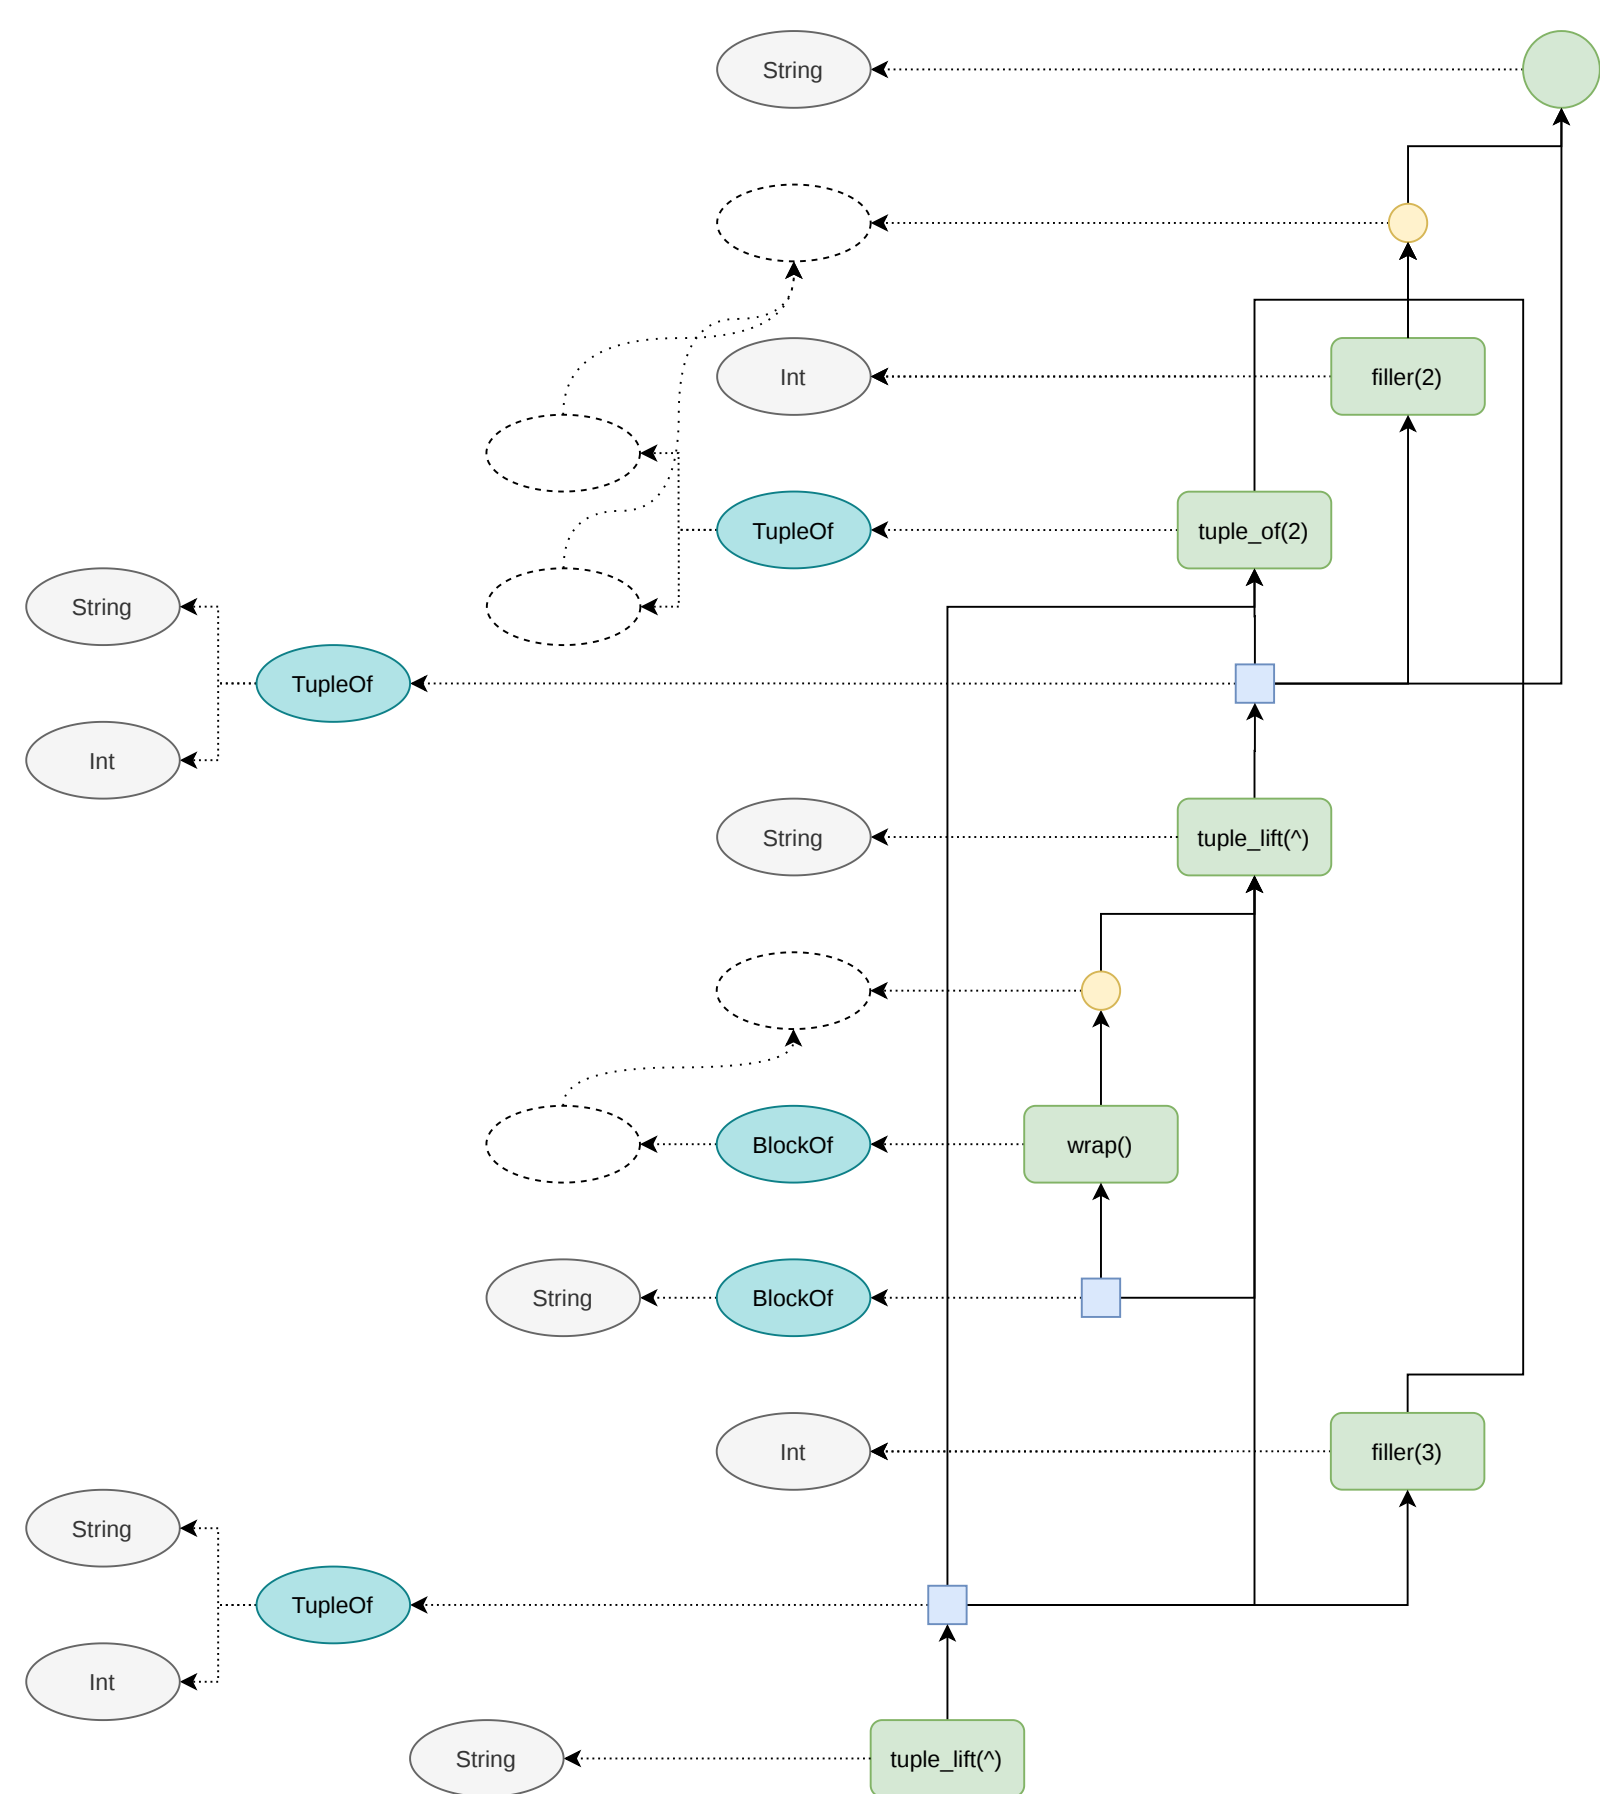 String
Int
filler(2)
TupleOf
tuple_of(2)
String
TupleOf
Int
String
tuple_lift(^)
BlockOf
wrap()
String
BlockOf
Int
filler(3)
String
TupleOf
Int
String
tuple_lift(^)